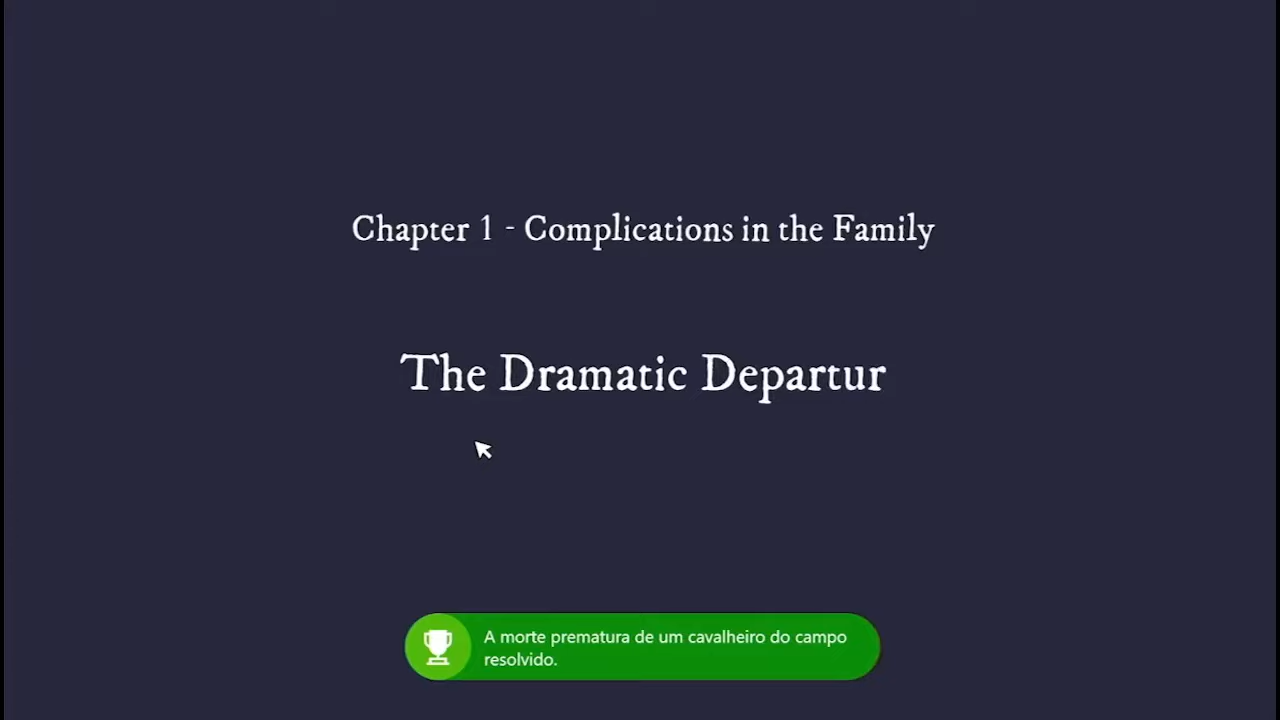 Chapter 1 - Complications in the Family
The Dramatic Departur
A morte prematura de um cavalheiro do campo
resolvido.